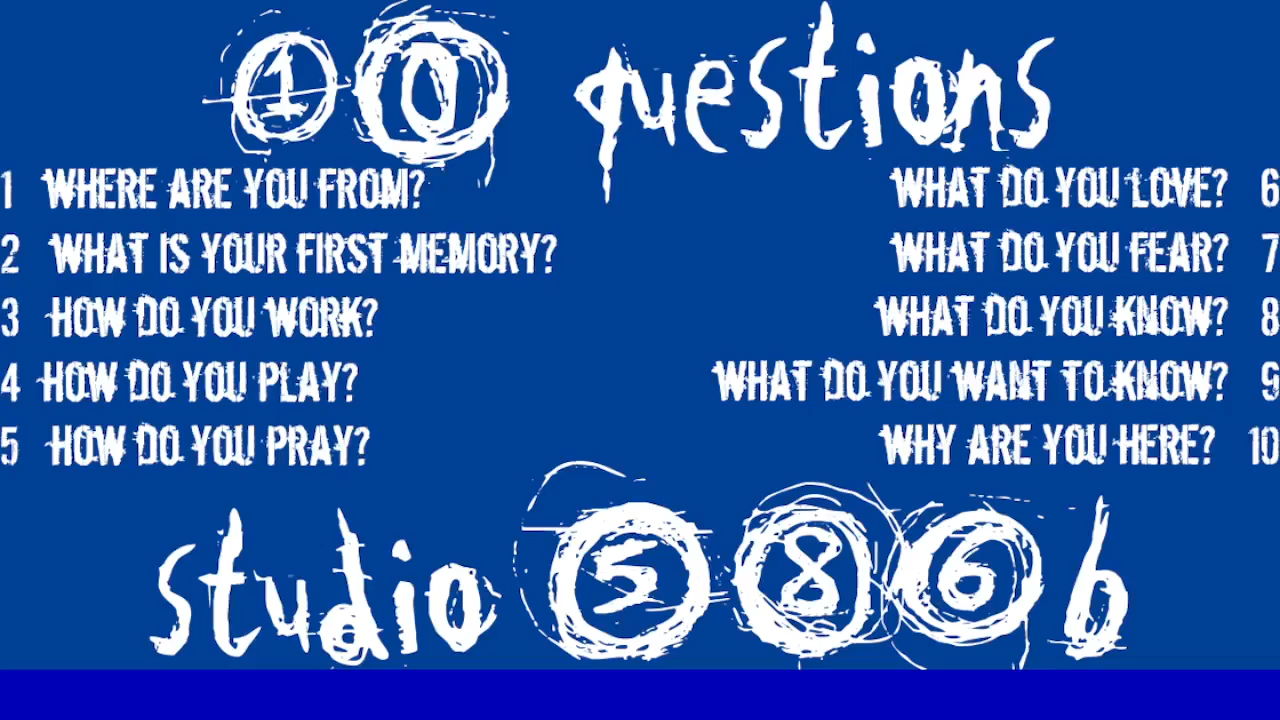 10 questions
1 WHERE ARE YOU FROM?
2 WHAT IS YOUR FIRST MEMORY?
3 HOW DO YOU WORK?
4 HOW DO YOU PLAY?
5 HOW DO YOU PRAY?
WHAT DO YOU LOVE? 6
WHAT DO YOU FEAR? 7
WHAT DO YOU KNOW? 8
WHAT DO YOU WANT TO KNOW? 9
WHY ARE YOU HERE? 10
studio 586b